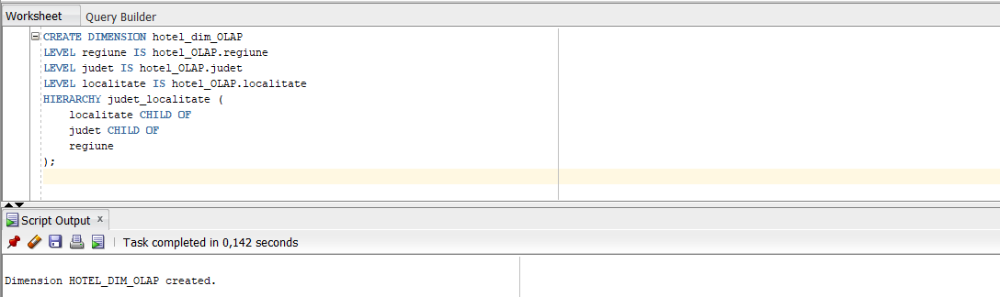 Worksheet Query Builder
CREATE DIMENSION hotel_dim_OLAP
LEVEL regiune IS hotel_OLAP.regiune
LEVEL judet IS hotel_OLAP.judet
LEVEL localitate IS hotel_OLAP.localitate
HIERARCHY judet_localitate (
    localitate CHILD OF
    judet CHILD OF
    regiune
);
Script Output x
Task completed in 0,142 seconds
Dimension HOTEL_DIM_OLAP created.